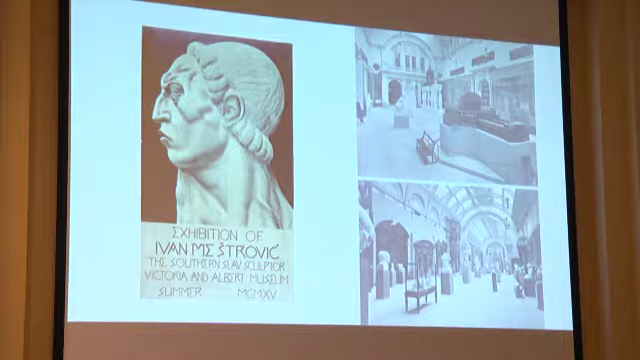 EXHIBITION OF
IVAN MEŠTROVIĆ
THE SOUTHERN SLAV SCULPTOR
VICTORIA AND ALBERT MUSEUM
SUMMER MCMXV